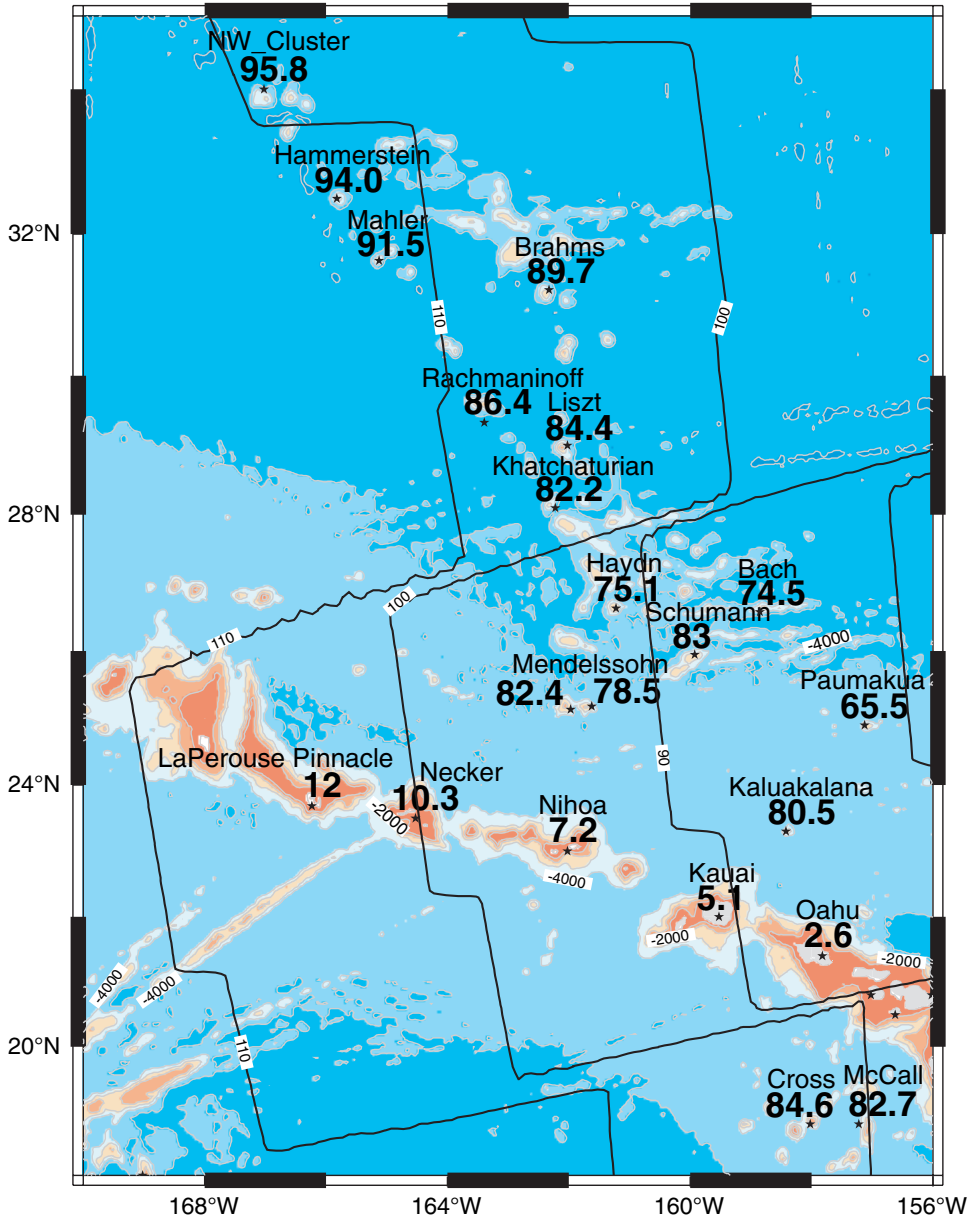 NW_Cluster
95.8
Hammerstein
94.0
Mahler
91.5
32°N
Brahms
89.7
110
100
Rachmaninoff
86.4
Liszt
84.4
Khatchaturian
82.2
28°N
Haydn
75.1
Bach
74.5
100
110
Schumann
83
-4000
Mendelssohn
82.4
78.5
Paumakua
65.5
LaPerouse Pinnacle
12
90
24°N
Necker
10.3
-2000
Kaluakalana
80.5
Nihoa
7.2
-4000
Kauai
5.1
-2000
Oahu
2.6
-2000
-4000
-4000
110
20°N
Cross
84.6
McCall
82.7
168°W
164°W
160°W
156°W